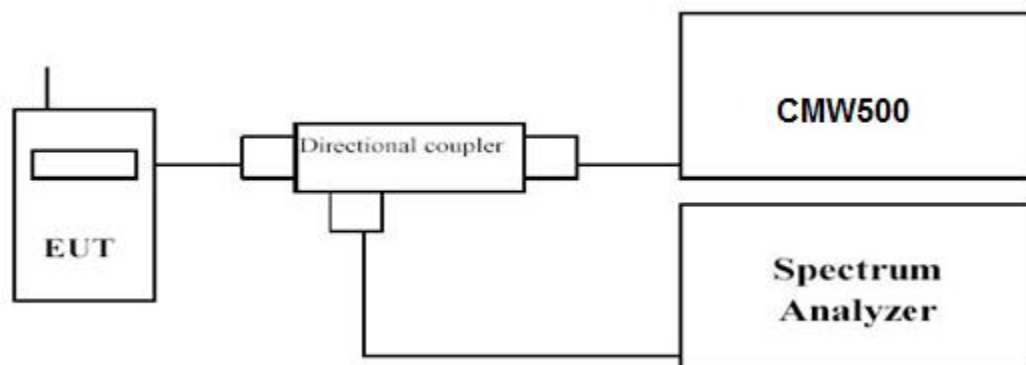 EUT
Directional coupler
CMW500
Spectrum
Analyzer